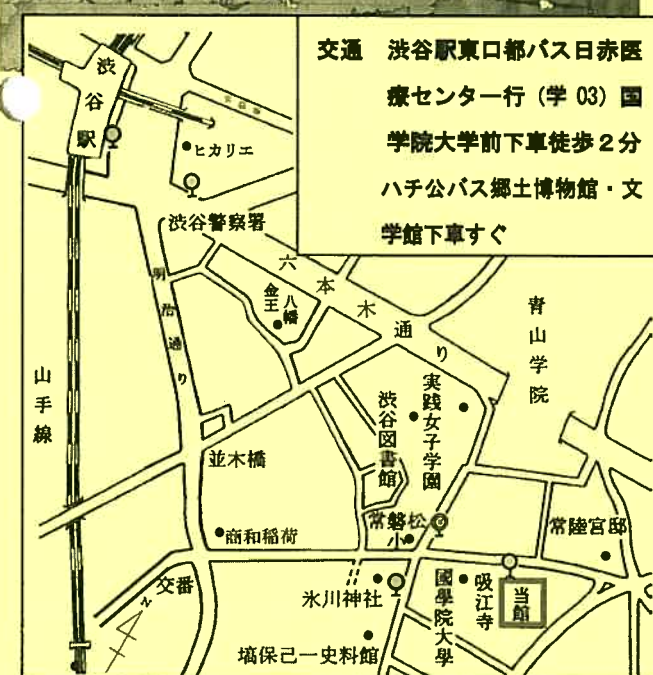 交通　渋谷駅東口都バス日赤医
療センター行（学 03）国
学院大学前下車徒歩２分
ハチ公バス郷土博物館・文
学館下車すぐ
渋谷駅
ヒカリエ
渋谷警察署
六本木通り
金王八幡
明治通り
青山学院
山手線
実践女子学園
渋谷図書館
並木橋
常磐松小
商和稲荷
常陸宮邸
交番
氷川神社
國學院大學
吸江寺
当館
N
塙保己一史料館